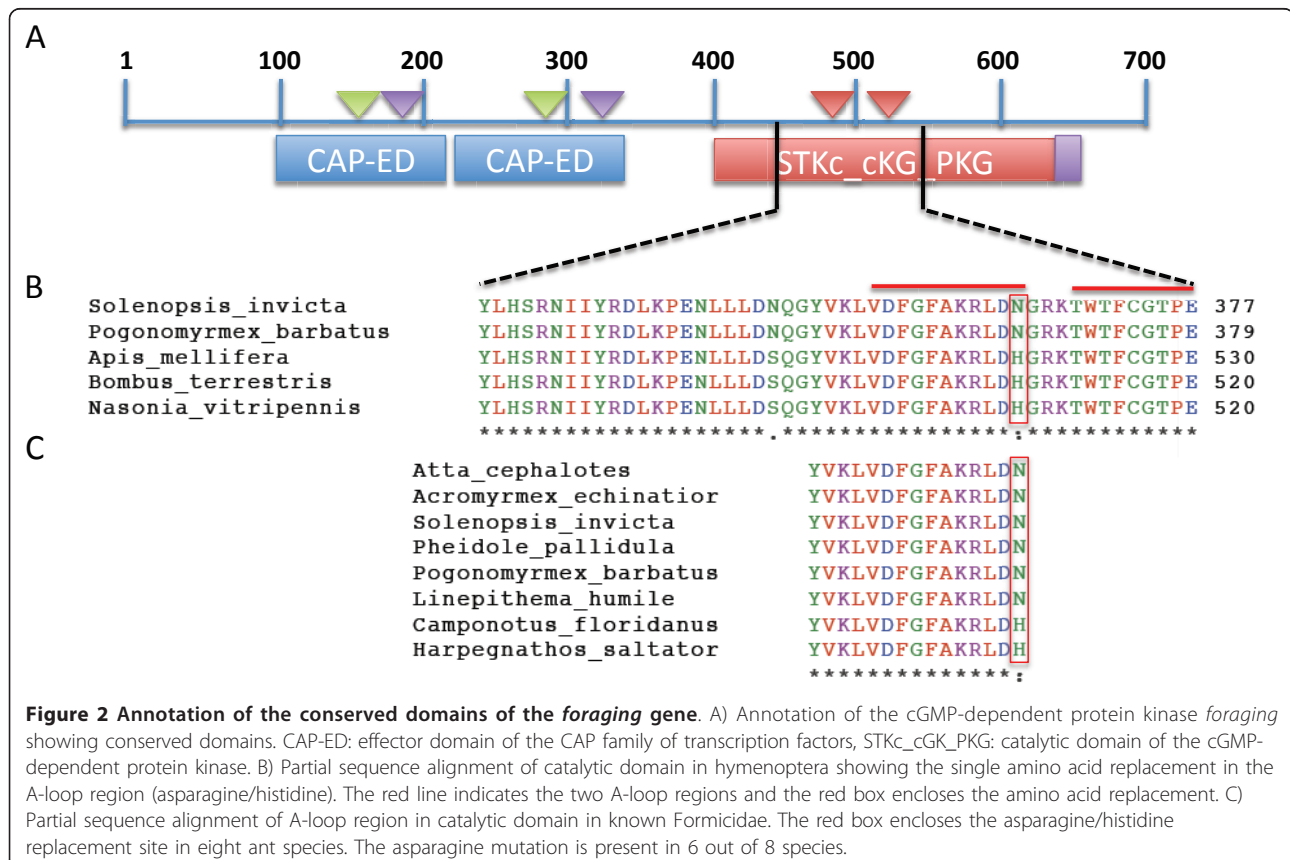 A
1 100 200 300 400 500 600 700
CAP-ED CAP-ED STKc_cKG_PKG
B
Solenopsis_invicta YLHSRNIIYRDLKPENLLLDNQGYVKLVDFGFAKRLDNGRKTWTFCGTPE 377
Pogonomyrmex_barbatus YLHSRNIIYRDLKPENLLLDNQGYVKLVDFGFAKRLDNGRKTWTFCGTPE 379
Apis_mellifera YLHSRNIIYRDLKPENLLLDSQGYVKLVDFGFAKRLDHGRKTWTFCGTPE 530
Bombus_terrestris YLHSRNIIYRDLKPENLLLDSQGYVKLVDFGFAKRLDHGRKTWTFCGTPE 520
Nasonia_vitripennis YLHSRNIIYRDLKPENLLLDSQGYVKLVDFGFAKRLDHGRKTWTFCGTPE 520
********************.****************:************
C
Atta_cephalotes YVKLVDFGFAKRLDN
Acromyrmex_echinatior YVKLVDFGFAKRLDN
Solenopsis_invicta YVKLVDFGFAKRLDN
Pheidole_pallidula YVKLVDFGFAKRLDN
Pogonomyrmex_barbatus YVKLVDFGFAKRLDN
Linepithema_humile YVKLVDFGFAKRLDN
Camponotus_floridanus YVKLVDFGFAKRLDH
Harpegnathos_saltator YVKLVDFGFAKRLDH
**************:
Figure 2 Annotation of the conserved domains of the foraging gene. A) Annotation of the cGMP-dependent protein kinase foraging
showing conserved domains. CAP-ED: effector domain of the CAP family of transcription factors, STKc_cGK_PKG: catalytic domain of the cGMP-
dependent protein kinase. B) Partial sequence alignment of catalytic domain in hymenoptera showing the single amino acid replacement in the
A-loop region (asparagine/histidine). The red line indicates the two A-loop regions and the red box encloses the amino acid replacement. C)
Partial sequence alignment of A-loop region in catalytic domain in known Formicidae. The red box encloses the asparagine/histidine
replacement site in eight ant species. The asparagine mutation is present in 6 out of 8 species.